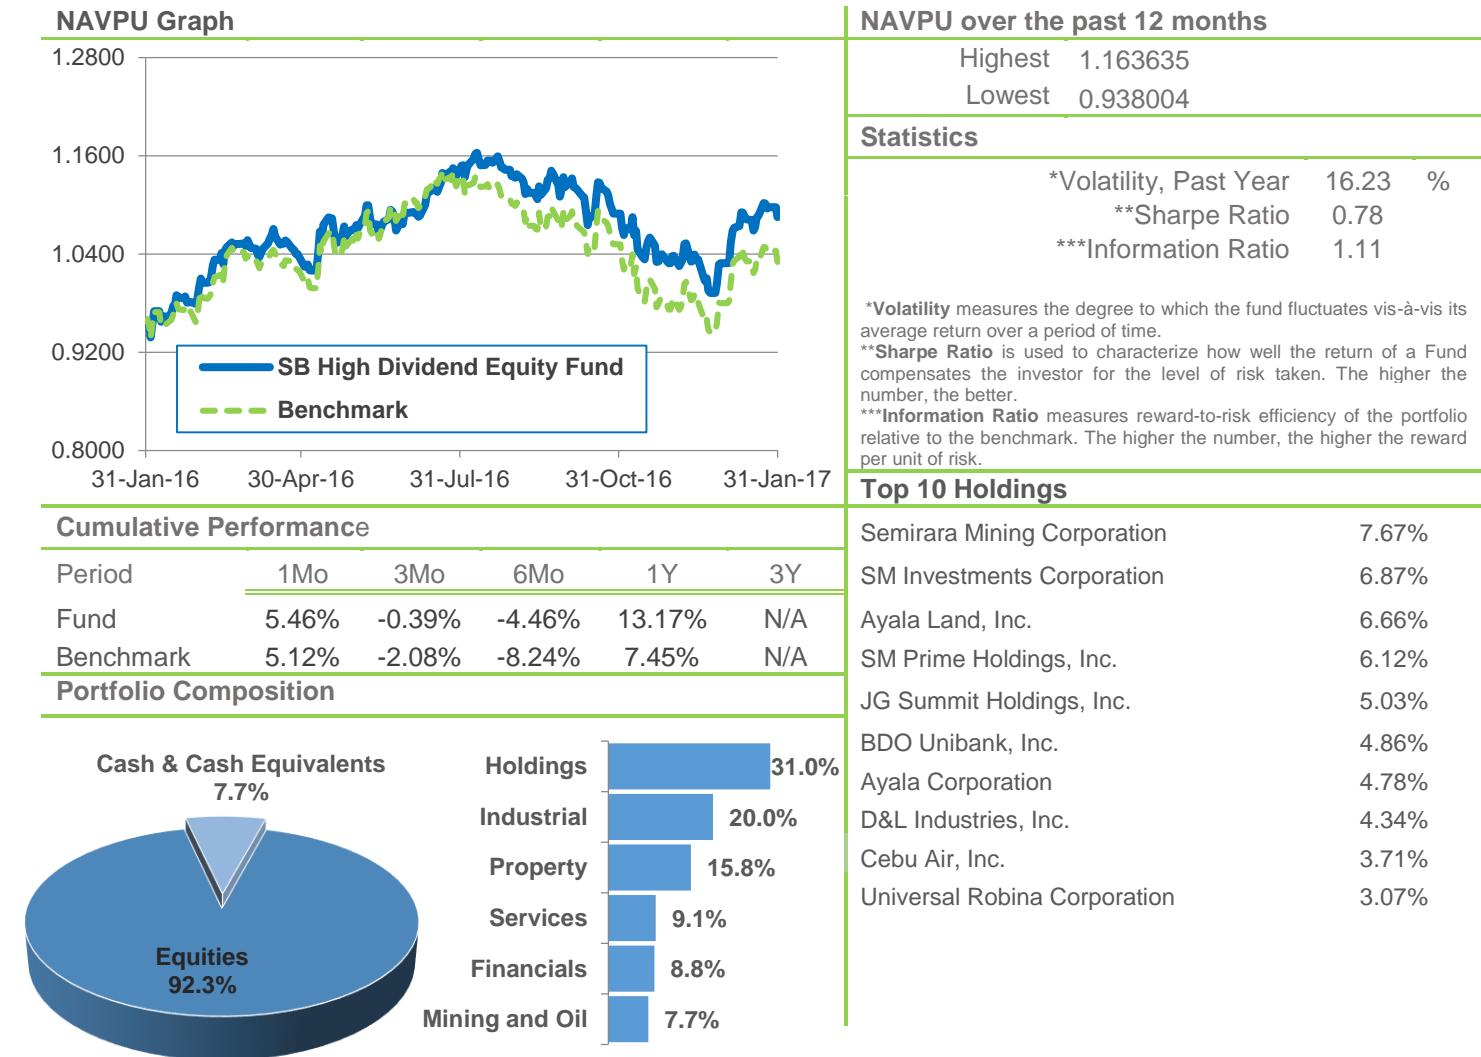 NAVPU Graph
1.2800
1.1600
1.0400
0.9200
0.8000
SB High Dividend Equity Fund
Benchmark
31-Jan-16 30-Apr-16 31-Jul-16 31-Oct-16 31-Jan-17
Cumulative Performance
Period 1Mo 3Mo 6Mo 1Y 3Y
Fund 5.46% -0.39% -4.46% 13.17% N/A
Benchmark 5.12% -2.08% -8.24% 7.45% N/A
Portfolio Composition
Cash & Cash Equivalents
7.7%
Equities
92.3%
Holdings 31.0%
Industrial 20.0%
Property 15.8%
Services 9.1%
Financials 8.8%
Mining and Oil 7.7%
NAVPU over the past 12 months
Highest 1.163635
Lowest 0.938004
Statistics
*Volatility, Past Year 16.23 %
**Sharpe Ratio 0.78
***Information Ratio 1.11
*Volatility measures the degree to which the fund fluctuates vis-à-vis its
average return over a period of time.
**Sharpe Ratio is used to characterize how well the return of a Fund
compensates the investor for the level of risk taken. The higher the
number, the better.
***Information Ratio measures reward-to-risk efficiency of the portfolio
relative to the benchmark. The higher the number, the higher the reward
per unit of risk.
Top 10 Holdings
Semirara Mining Corporation 7.67%
SM Investments Corporation 6.87%
Ayala Land, Inc. 6.66%
SM Prime Holdings, Inc. 6.12%
JG Summit Holdings, Inc. 5.03%
BDO Unibank, Inc. 4.86%
Ayala Corporation 4.78%
D&L Industries, Inc. 4.34%
Cebu Air, Inc. 3.71%
Universal Robina Corporation 3.07%